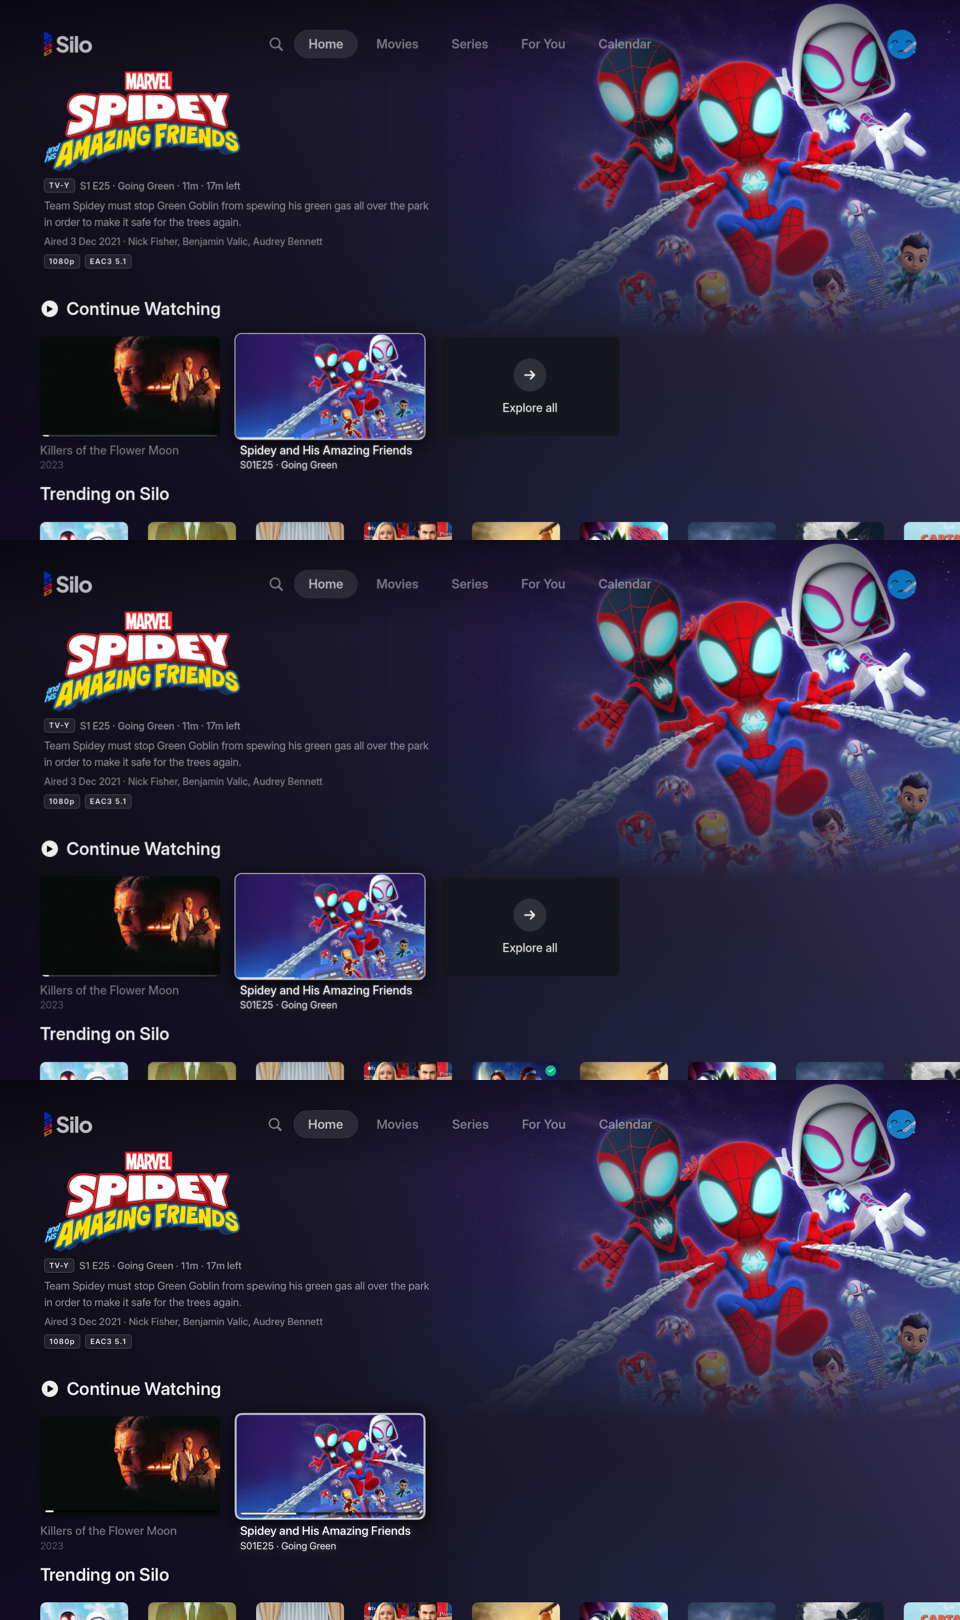 Silo
Home
Movies
Series
For You
Calendar
MARVEL
SPIDEY
and his AMAZING FRIENDS
TV-Y S1 E25 · Going Green · 11m · 17m left
Team Spidey must stop Green Goblin from spewing his green gas all over the park
in order to make it safe for the trees again.
Aired 3 Dec 2021 · Nick Fisher, Benjamin Valic, Audrey Bennett
1080p EAC3 5.1
Continue Watching
Explore all
Killers of the Flower Moon
2023
Spidey and His Amazing Friends
S01E25 · Going Green
Trending on Silo
Silo
Home
Movies
Series
For You
Calendar
MARVEL
SPIDEY
and his AMAZING FRIENDS
TV-Y S1 E25 · Going Green · 11m · 17m left
Team Spidey must stop Green Goblin from spewing his green gas all over the park
in order to make it safe for the trees again.
Aired 3 Dec 2021 · Nick Fisher, Benjamin Valic, Audrey Bennett
1080p EAC3 5.1
Continue Watching
Explore all
Killers of the Flower Moon
2023
Spidey and His Amazing Friends
S01E25 · Going Green
Trending on Silo
Silo
Home
Movies
Series
For You
Calendar
MARVEL
SPIDEY
and his AMAZING FRIENDS
TV-Y S1 E25 · Going Green · 11m · 17m left
Team Spidey must stop Green Goblin from spewing his green gas all over the park
in order to make it safe for the trees again.
Aired 3 Dec 2021 · Nick Fisher, Benjamin Valic, Audrey Bennett
1080p EAC3 5.1
Continue Watching
Killers of the Flower Moon
2023
Spidey and His Amazing Friends
S01E25 · Going Green
Trending on Silo